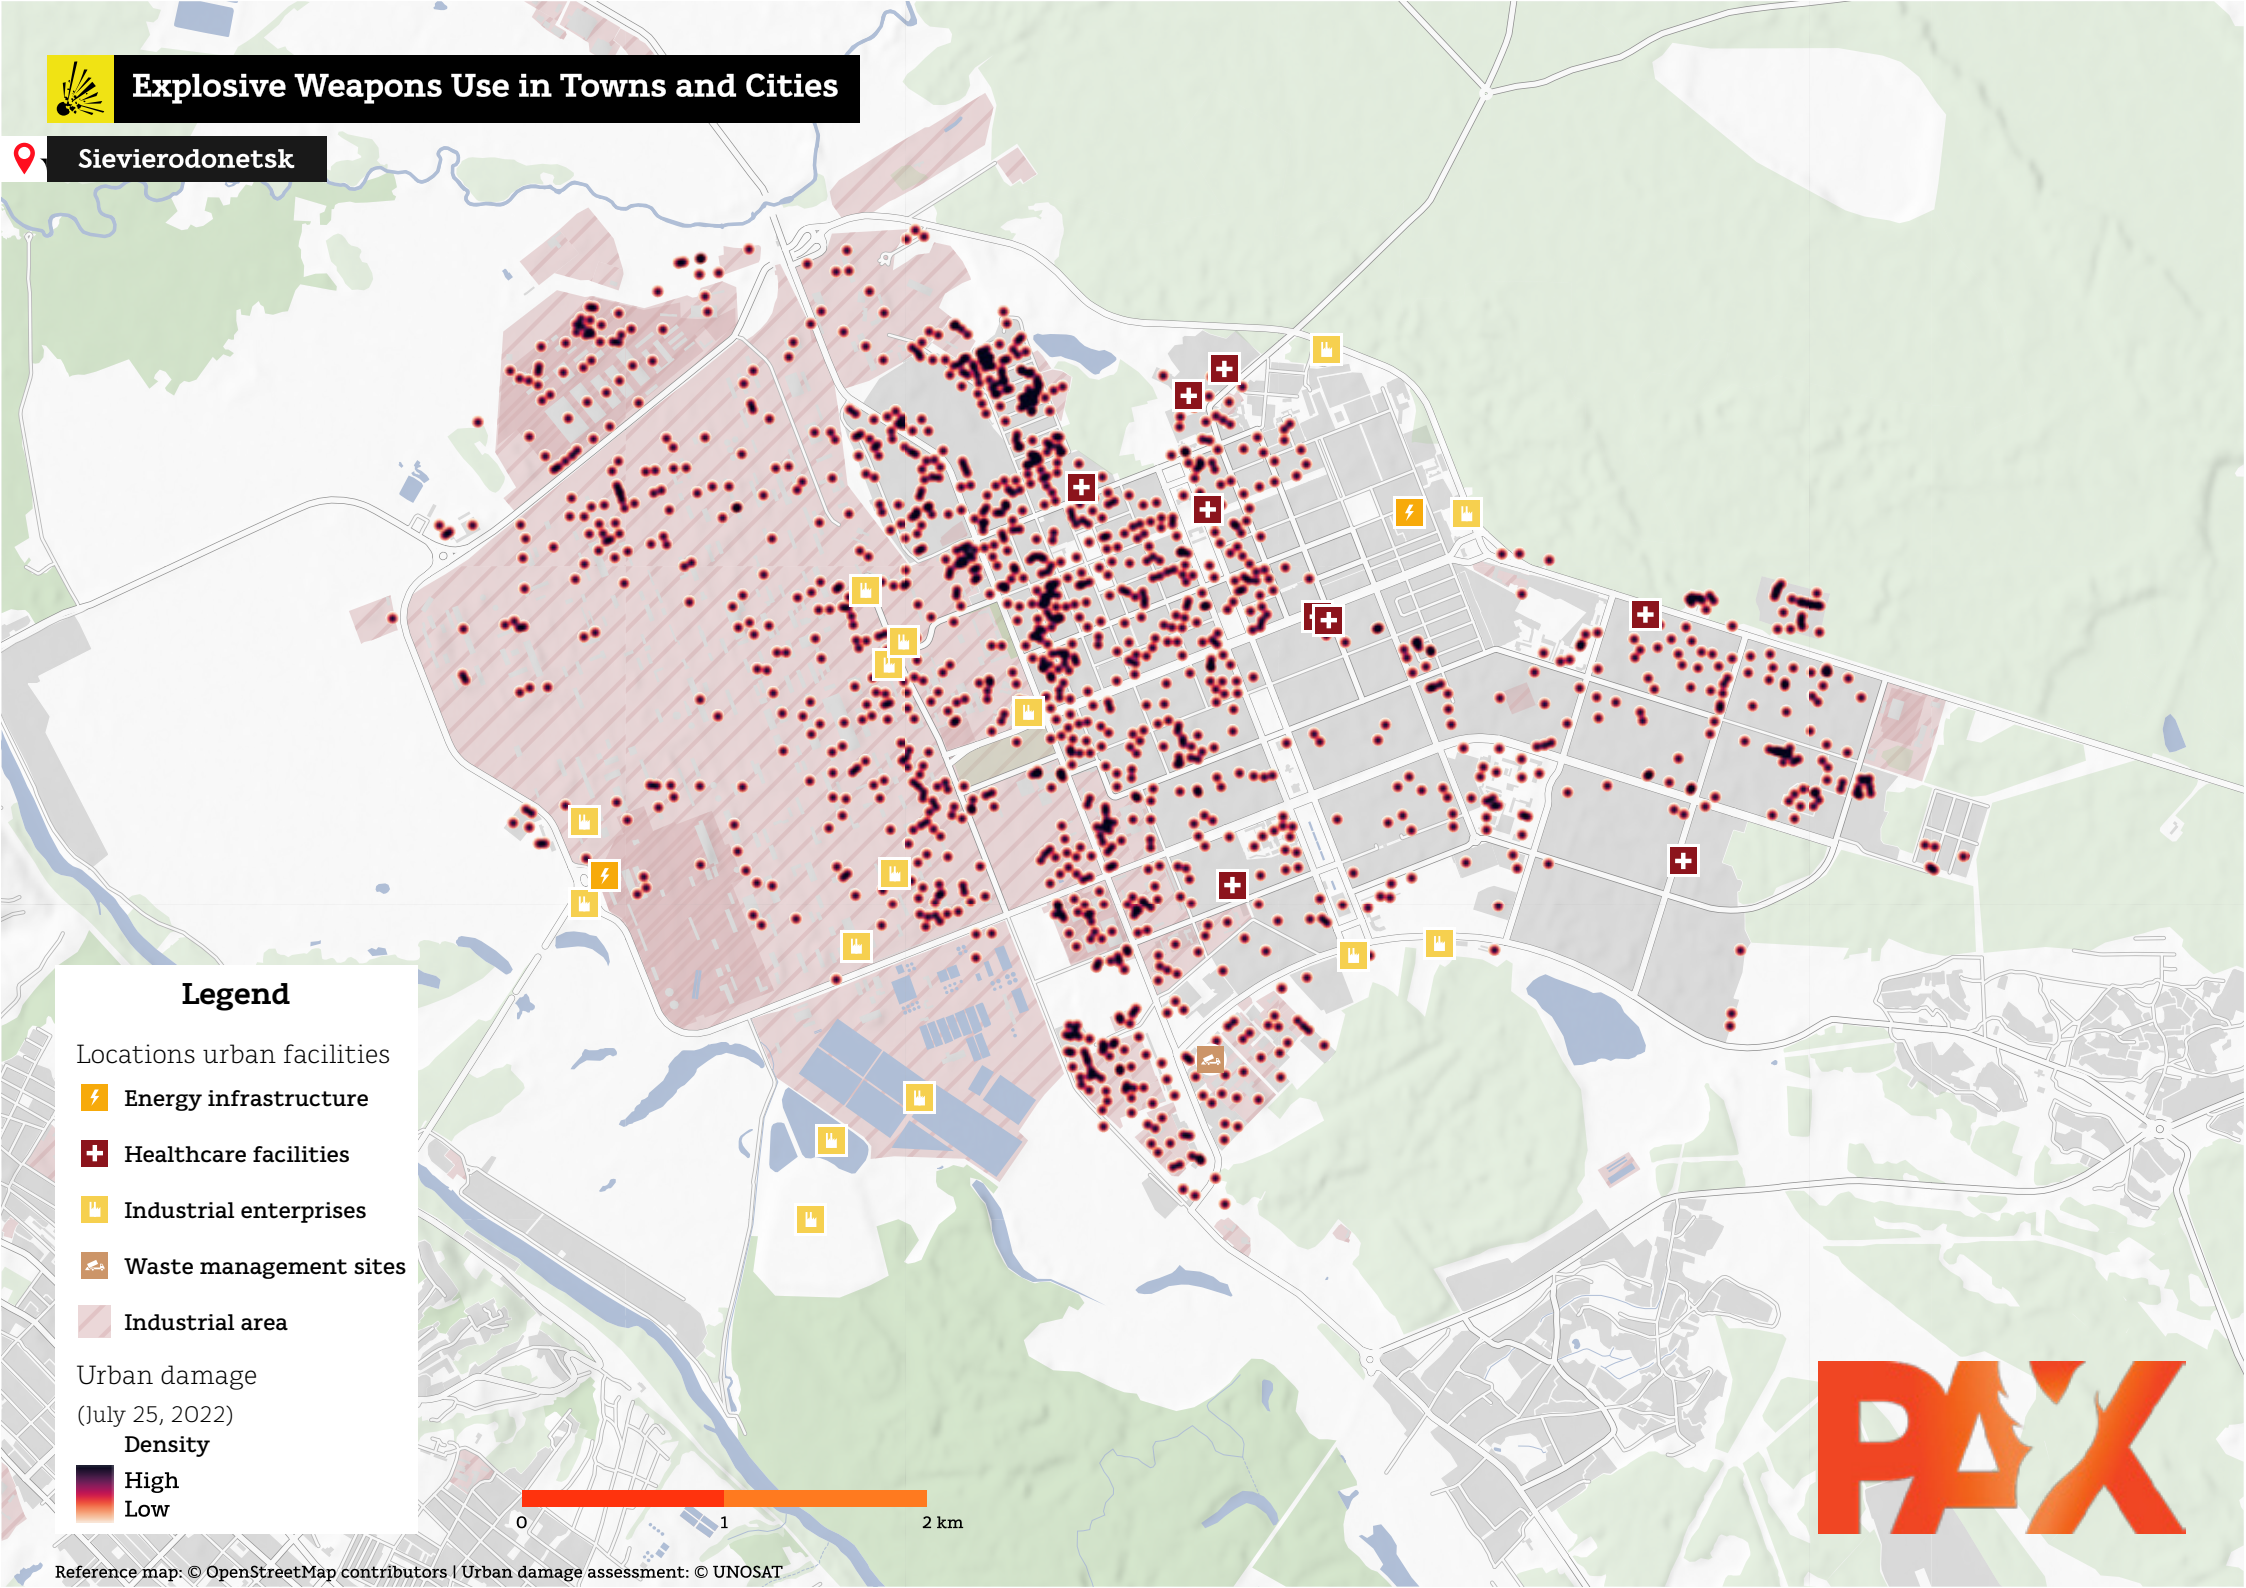 Explosive Weapons Use in Towns and Cities
Sievierodonetsk
Legend
Locations urban facilities
Energy infrastructure
Healthcare facilities
Industrial enterprises
Waste management sites
Industrial area
Urban damage
(July 25, 2022)
Density
High
Low
0 1 2 km
PAX
Reference map: © OpenStreetMap contributors | Urban damage assessment: © UNOSAT